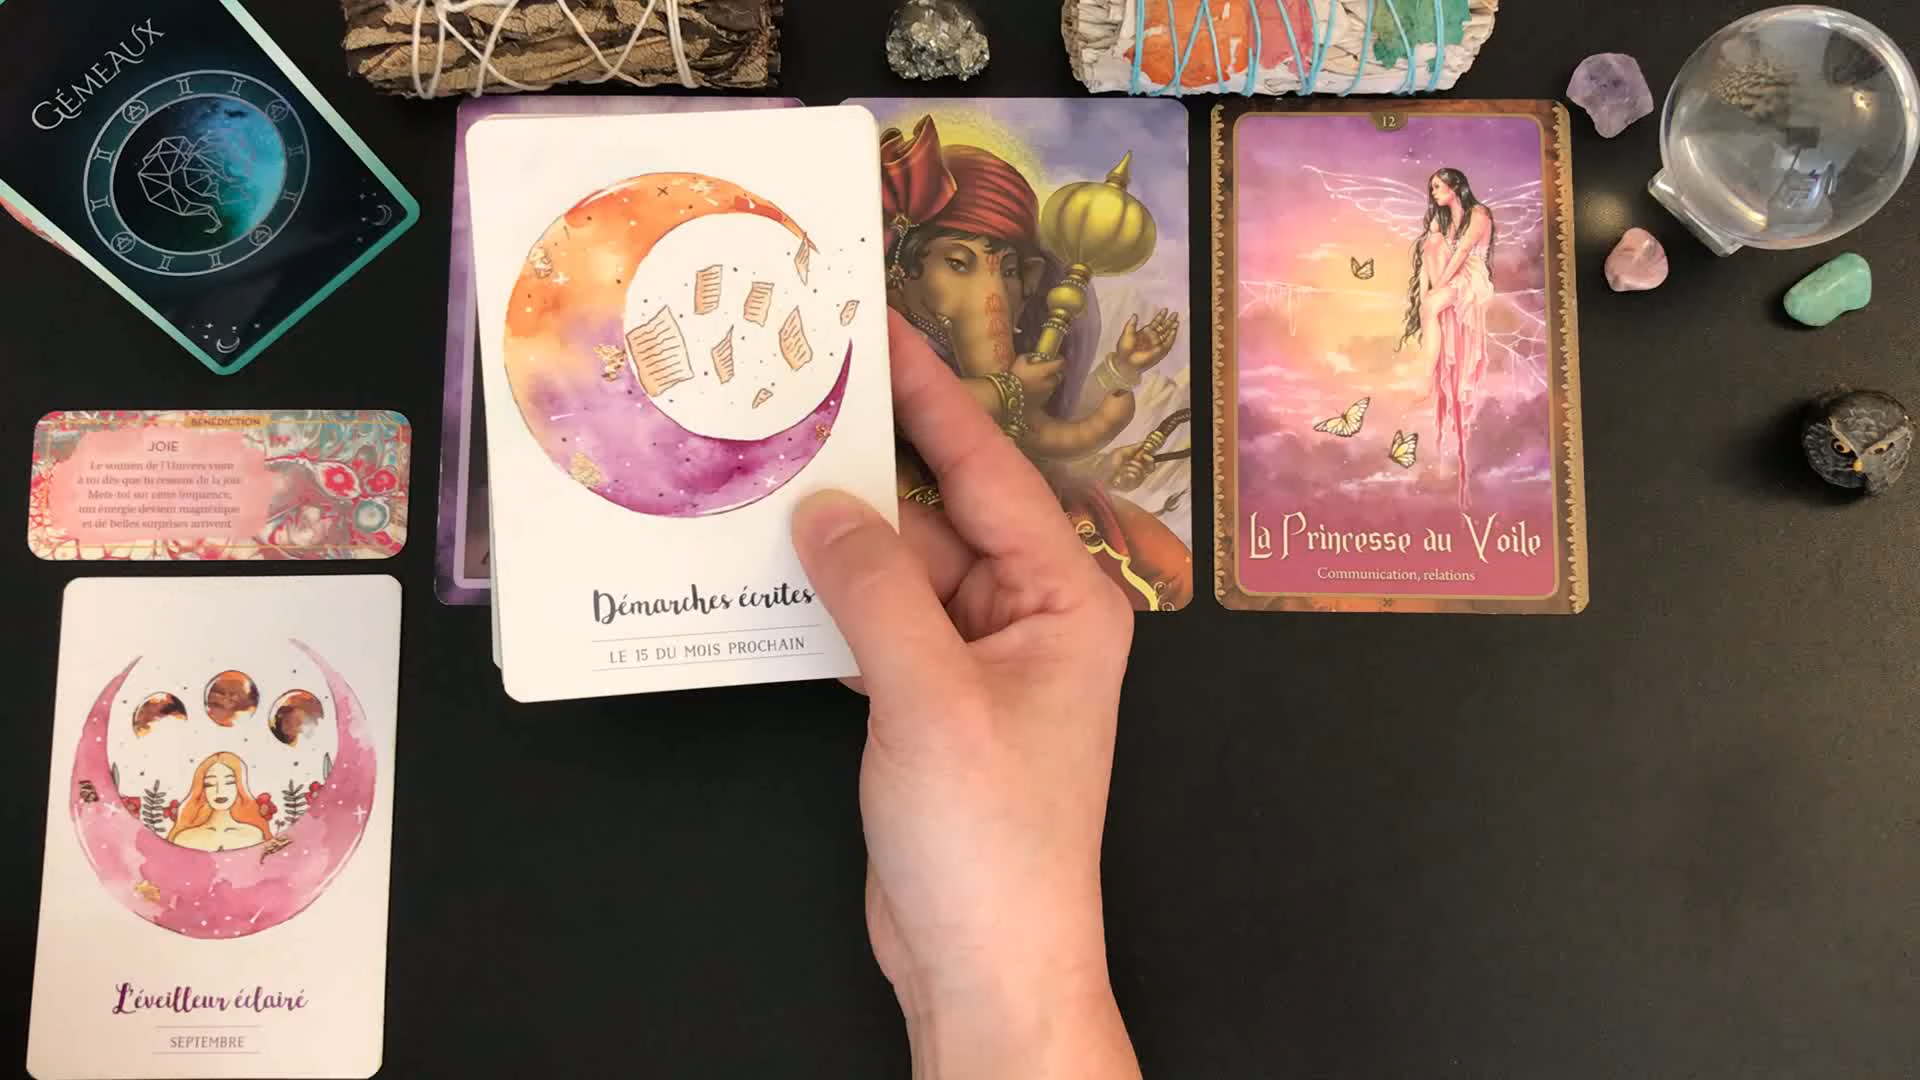 GÉMEAUX
BÉNÉDICTION
JOIE
Le soutien de l'Univers vient
à toi dès que tu ressens de la joie.
Mets-toi sur cette fréquence,
ton énergie devient magnétique
et de belles surprises arrivent.
L'éveilleur éclairé
SEPTEMBRE
Démarches écrites
LE 15 DU MOIS PROCHAIN
12
La Princesse du Voile
Communication, relations